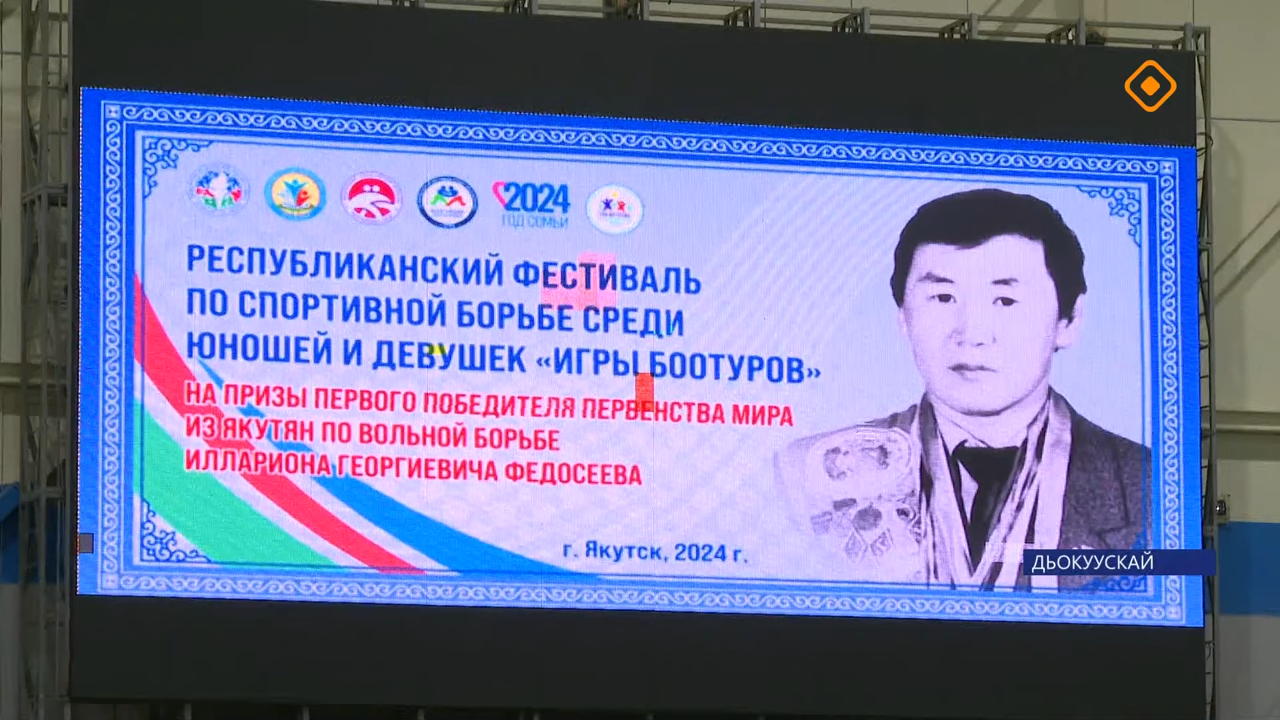 2024
ГОД СЕМЬИ
РЕСПУБЛИКАНСКИЙ ФЕСТИВАЛЬ
ПО СПОРТИВНОЙ БОРЬБЕ СРЕДИ
ЮНОШЕЙ И ДЕВУШЕК «ИГРЫ БООТУРОВ»
НА ПРИЗЫ ПЕРВОГО ПОБЕДИТЕЛЯ ПЕРВЕНСТВА МИРА
ИЗ ЯКУТЯН ПО ВОЛЬНОЙ БОРЬБЕ
ИЛЛАРИОНА ГЕОРГИЕВИЧА ФЕДОСЕЕВА
г. Якутск, 2024 г.
ДЬОКУУСКАЙ